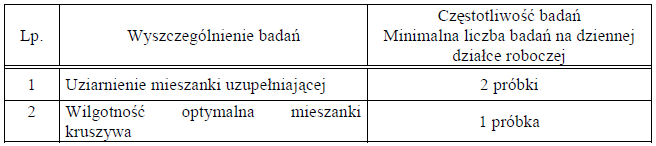 Lp. Wyszczególnienie badań Częstotliwość badań
Minimalna liczba badań na dziennej
działce roboczej
1 Uziarnienie mieszanki uzupełniającej 2 próbki
2 Wilgotność optymalna mieszanki
kruszywa 1 próbka